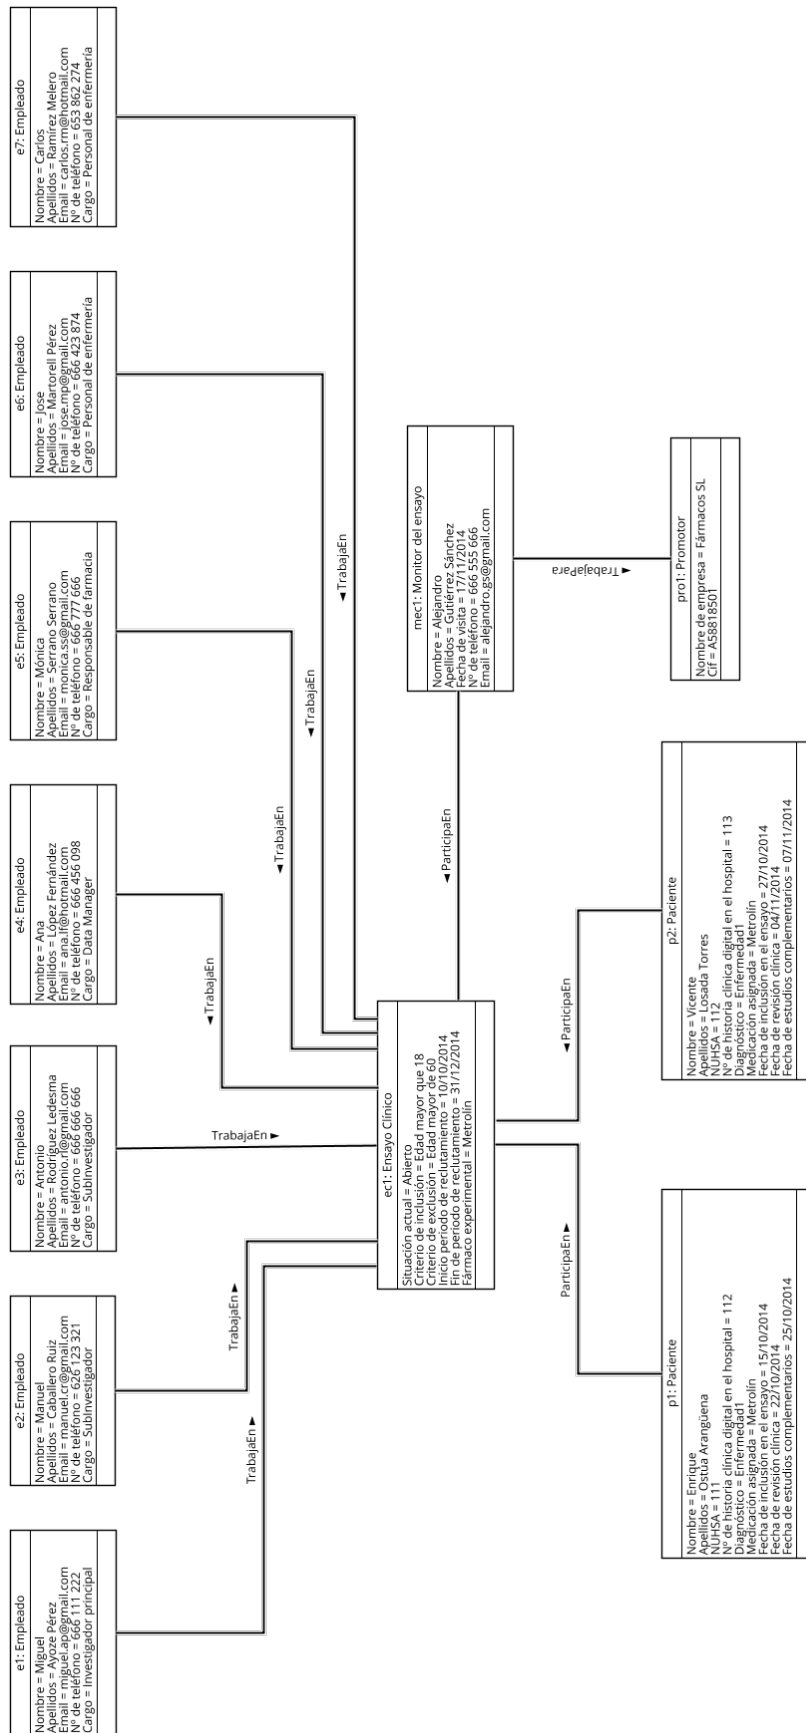 e1: Empleado
Nombre = Miguel
Apellidos = Ayoze Pérez
Email = miguel.ap@gmail.com
Nº de teléfono = 666 111 222
Cargo = Investigador principal
e2: Empleado
Nombre = Manuel
Apellidos = Caballero Ruiz
Email = manuel.cr@gmail.com
Nº de teléfono = 626 123 321
Cargo = SubInvestigador
e3: Empleado
Nombre = Antonio
Apellidos = Rodríguez Ledesma
Email = antonio.rl@gmail.com
Nº de teléfono = 666 666 666
Cargo = SubInvestigador
e4: Empleado
Nombre = Ana
Apellidos = López Fernández
Email = ana.lf@hotmail.com
Nº de teléfono = 666 456 098
Cargo = Data Manager
e5: Empleado
Nombre = Mónica
Apellidos = Serrano Serrano
Email = monica.ss@gmail.com
Nº de teléfono = 666 777 666
Cargo = Responsable de farmacia
e6: Empleado
Nombre = Jose
Apellidos = Martorell Pérez
Email = jose.mp@gmail.com
Nº de teléfono = 666 423 874
Cargo = Personal de enfermería
e7: Empleado
Nombre = Carlos
Apellidos = Ramírez Melero
Email = carlos.rm@hotmail.com
Nº de teléfono = 653 862 274
Cargo = Personal de enfermería
TrabajaEn ►
TrabajaEn ►
TrabajaEn ►
◄ TrabajaEn
◄ TrabajaEn
◄ TrabajaEn
◄ TrabajaEn
ec1: Ensayo Clínico
Situación actual = Abierto
Criterio de inclusión = Edad mayor que 18
Criterio de exclusión = Edad mayor de 60
Inicio periodo de reclutamiento = 10/10/2014
Fin de periodo de reclutamiento = 31/12/2014
Fármaco experimental = Metrolín
◄ ParticipaEn
mec1: Monitor del ensayo
Nombre = Alejandro
Apellidos = Gutiérrez Sánchez
Fecha de visita = 17/11/2014
Nº de teléfono = 666 555 666
Email = alejandro.gs@gmail.com
ParticipaEn ►
◄ ParticipaEn
◄ TrabajaPara
p1: Paciente
Nombre = Enrique
Apellidos = Ostúa Arangüena
NUHSA = 111
Nº de historia clínica digital en el hospital = 112
Diagnóstico = Enfermedad1
Medicación asignada = Metrolín
Fecha de inclusión en el ensayo = 15/10/2014
Fecha de revisión clínica = 22/10/2014
Fecha de estudios complementarios = 25/10/2014
p2: Paciente
Nombre = Vicente
Apellidos = Losada Torres
NUHSA = 112
Nº de historia clínica digital en el hospital = 113
Diagnóstico = Enfermedad1
Medicación asignada = Metrolín
Fecha de inclusión en el ensayo = 27/10/2014
Fecha de revisión clínica = 04/11/2014
Fecha de estudios complementarios = 07/11/2014
pro1: Promotor
Nombre de empresa = Fármacos SL
Cif = A58818501